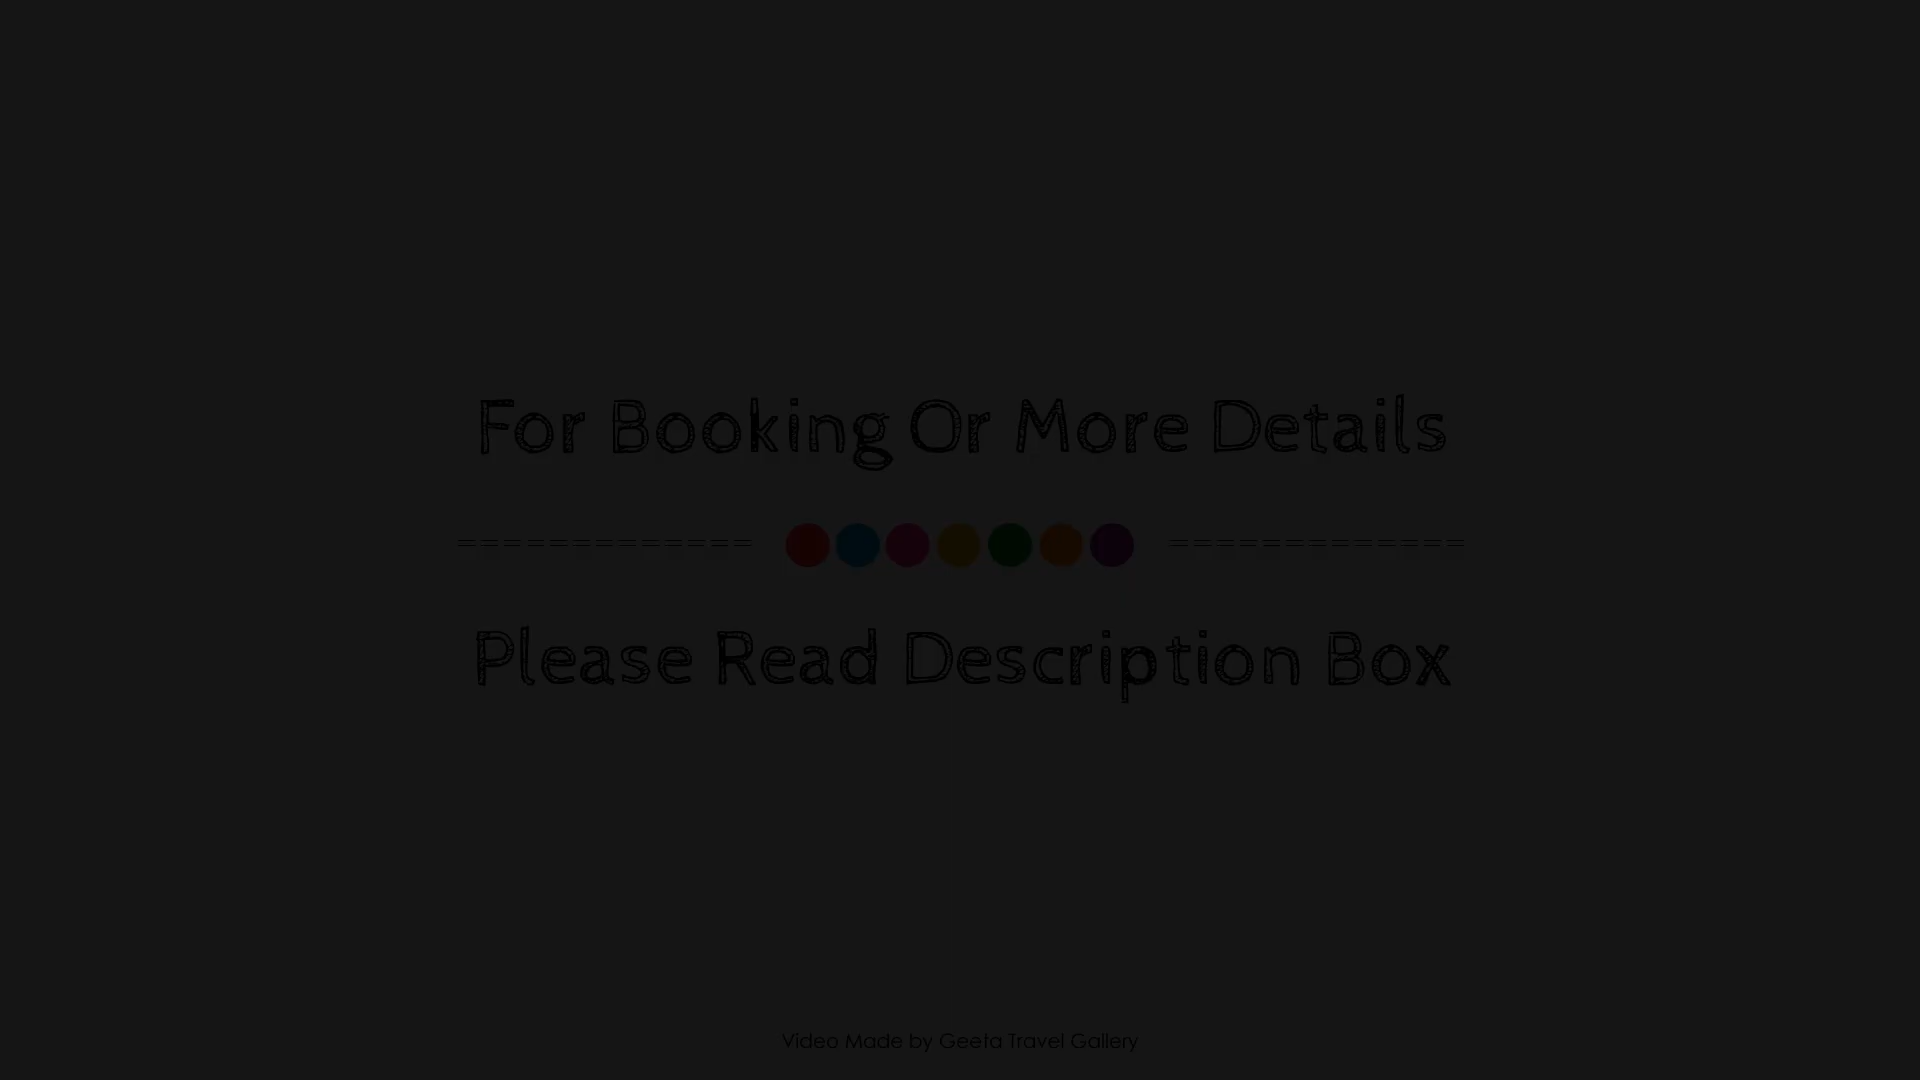 For Booking Or More Details
============= =============
Please Read Description Box
Video Made by Geeta Travel Gallery